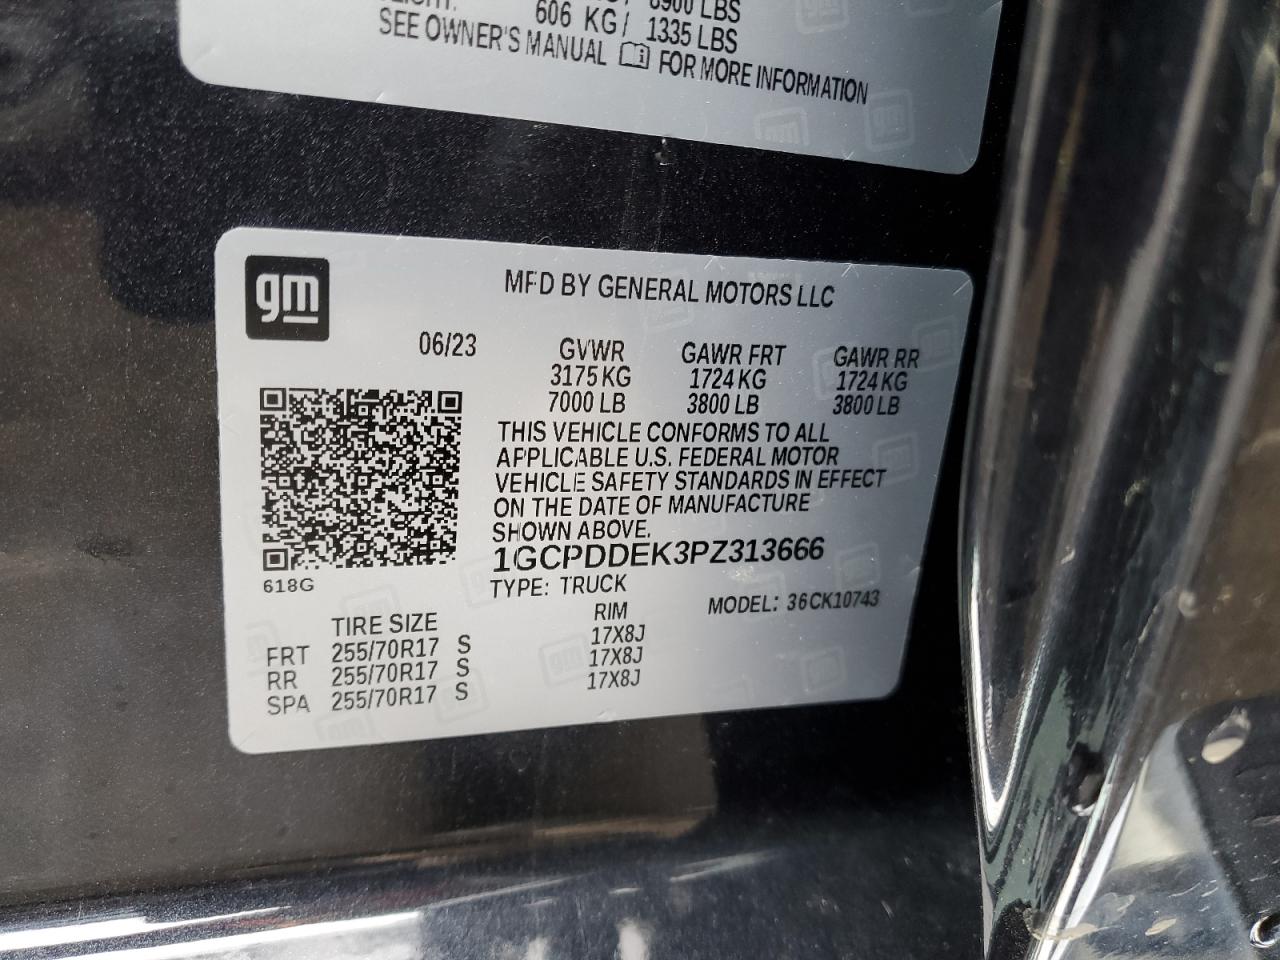 8900 LBS
606 KG/ 1335 LBS
SEE OWNER'S MANUAL FOR MORE INFORMATION
gm
MFD BY GENERAL MOTORS LLC
06/23 GVWR GAWR FRT GAWR RR
3175 KG 1724 KG 1724 KG
7000 LB 3800 LB 3800 LB
THIS VEHICLE CONFORMS TO ALL
APPLICABLE U.S. FEDERAL MOTOR
VEHICLE SAFETY STANDARDS IN EFFECT
ON THE DATE OF MANUFACTURE
SHOWN ABOVE.
1GCPDDEK3PZ313666
618G
TYPE: TRUCK MODEL: 36CK10743
TIRE SIZE RIM
FRT 255/70R17 S 17X8J
RR 255/70R17 S 17X8J
SPA 255/70R17 S 17X8J